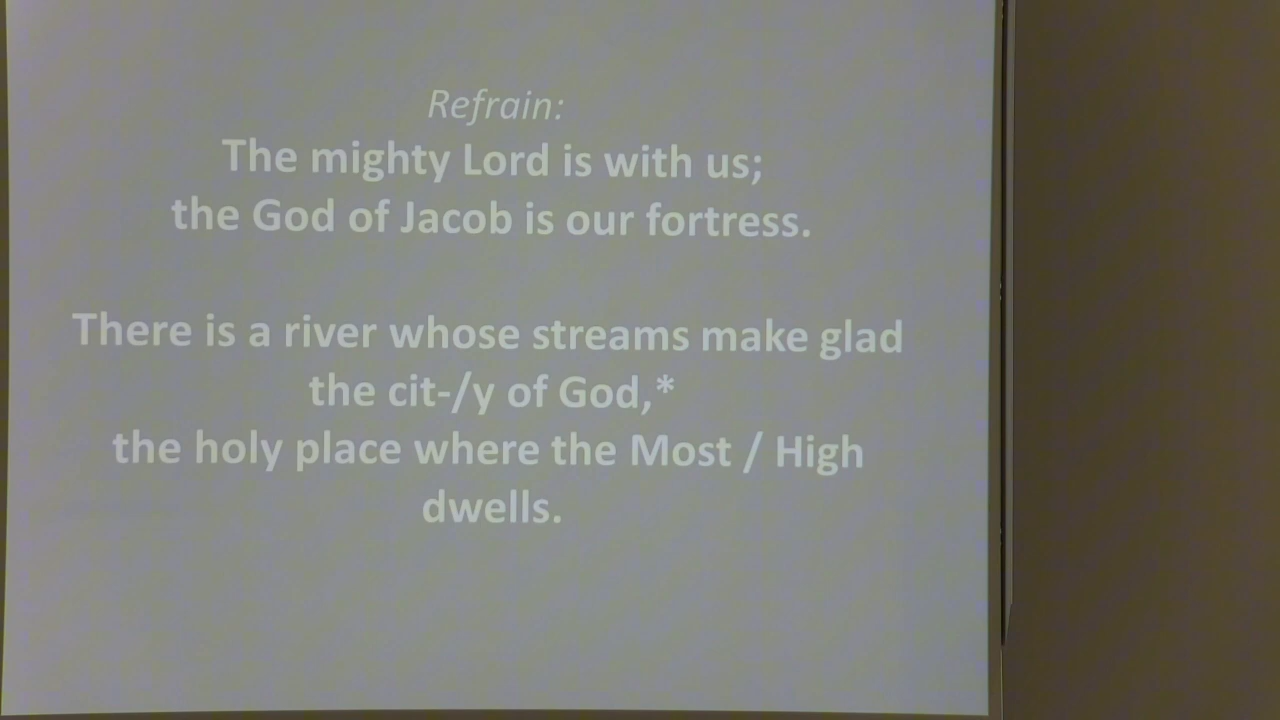 Refrain:
The mighty Lord is with us;
the God of Jacob is our fortress.
There is a river whose streams make glad
the cit-/y of God,*
the holy place where the Most / High
dwells.